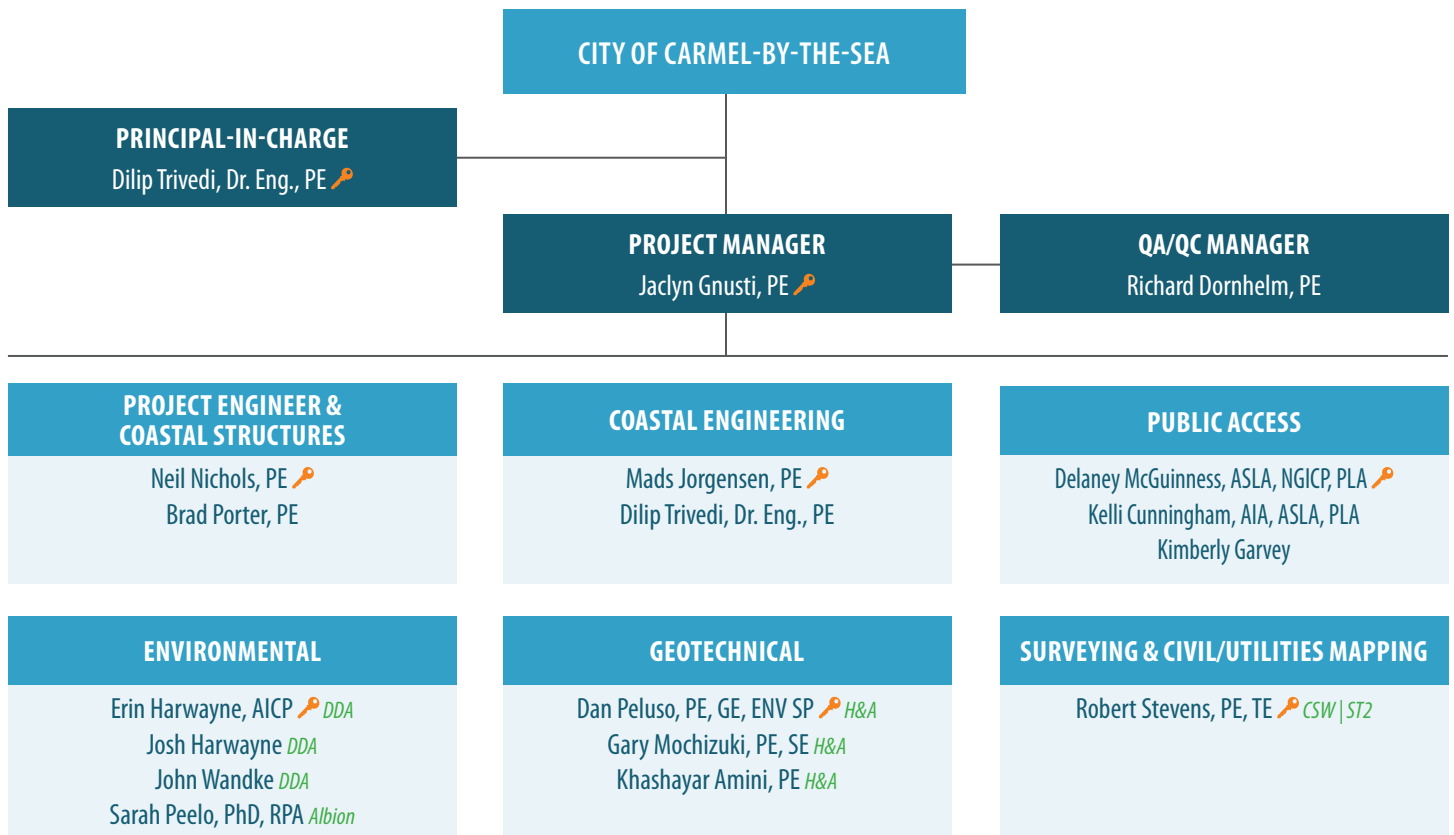 CITY OF CARMEL-BY-THE-SEA
PRINCIPAL-IN-CHARGE
Dilip Trivedi, Dr. Eng., PE
PROJECT MANAGER
Jaclyn Gnusti, PE
QA/QC MANAGER
Richard Dornhelm, PE
PROJECT ENGINEER &
COASTAL STRUCTURES
Neil Nichols, PE
Brad Porter, PE
COASTAL ENGINEERING
Mads Jorgensen, PE
Dilip Trivedi, Dr. Eng., PE
PUBLIC ACCESS
Delaney McGuinness, ASLA, NGICP, PLA
Kelli Cunningham, AIA, ASLA, PLA
Kimberly Garvey
ENVIRONMENTAL
Erin Harwayne, AICP DDA
Josh Harwayne DDA
John Wandke DDA
Sarah Peelo, PhD, RPA Albion
GEOTECHNICAL
Dan Peluso, PE, GE, ENV SP H&A
Gary Mochizuki, PE, SE H&A
Khashayar Amini, PE H&A
SURVEYING & CIVIL/UTILITIES MAPPING
Robert Stevens, PE, TE CSW | ST2